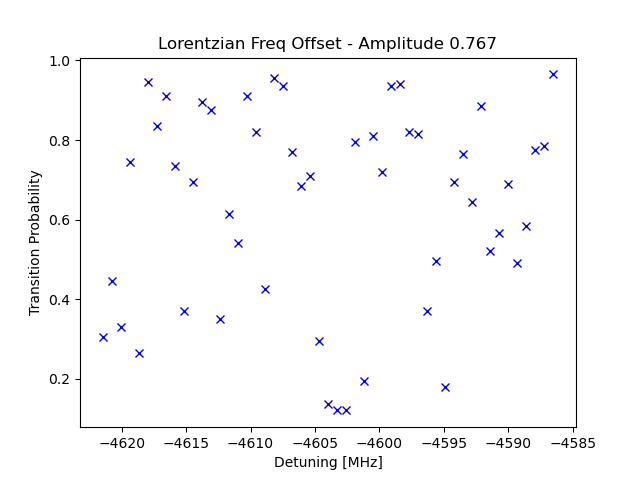 Lorentzian Freq Offset - Amplitude 0.767
Transition Probability
1.0
0.8
0.6
0.4
0.2
−4620 −4615 −4610 −4605 −4600 −4595 −4590 −4585
Detuning [MHz]